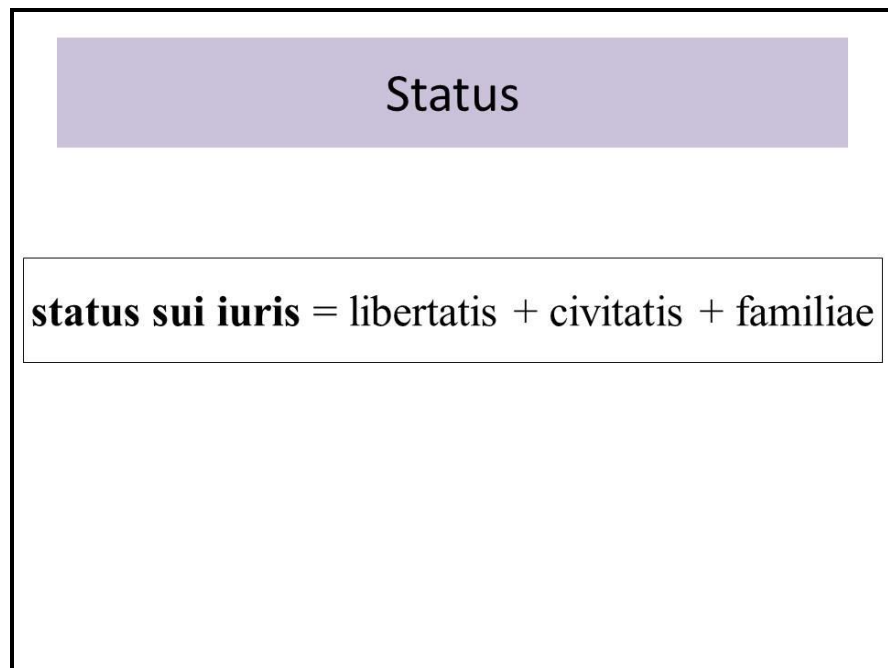 Status
status sui iuris = libertatis + civitatis + familiae